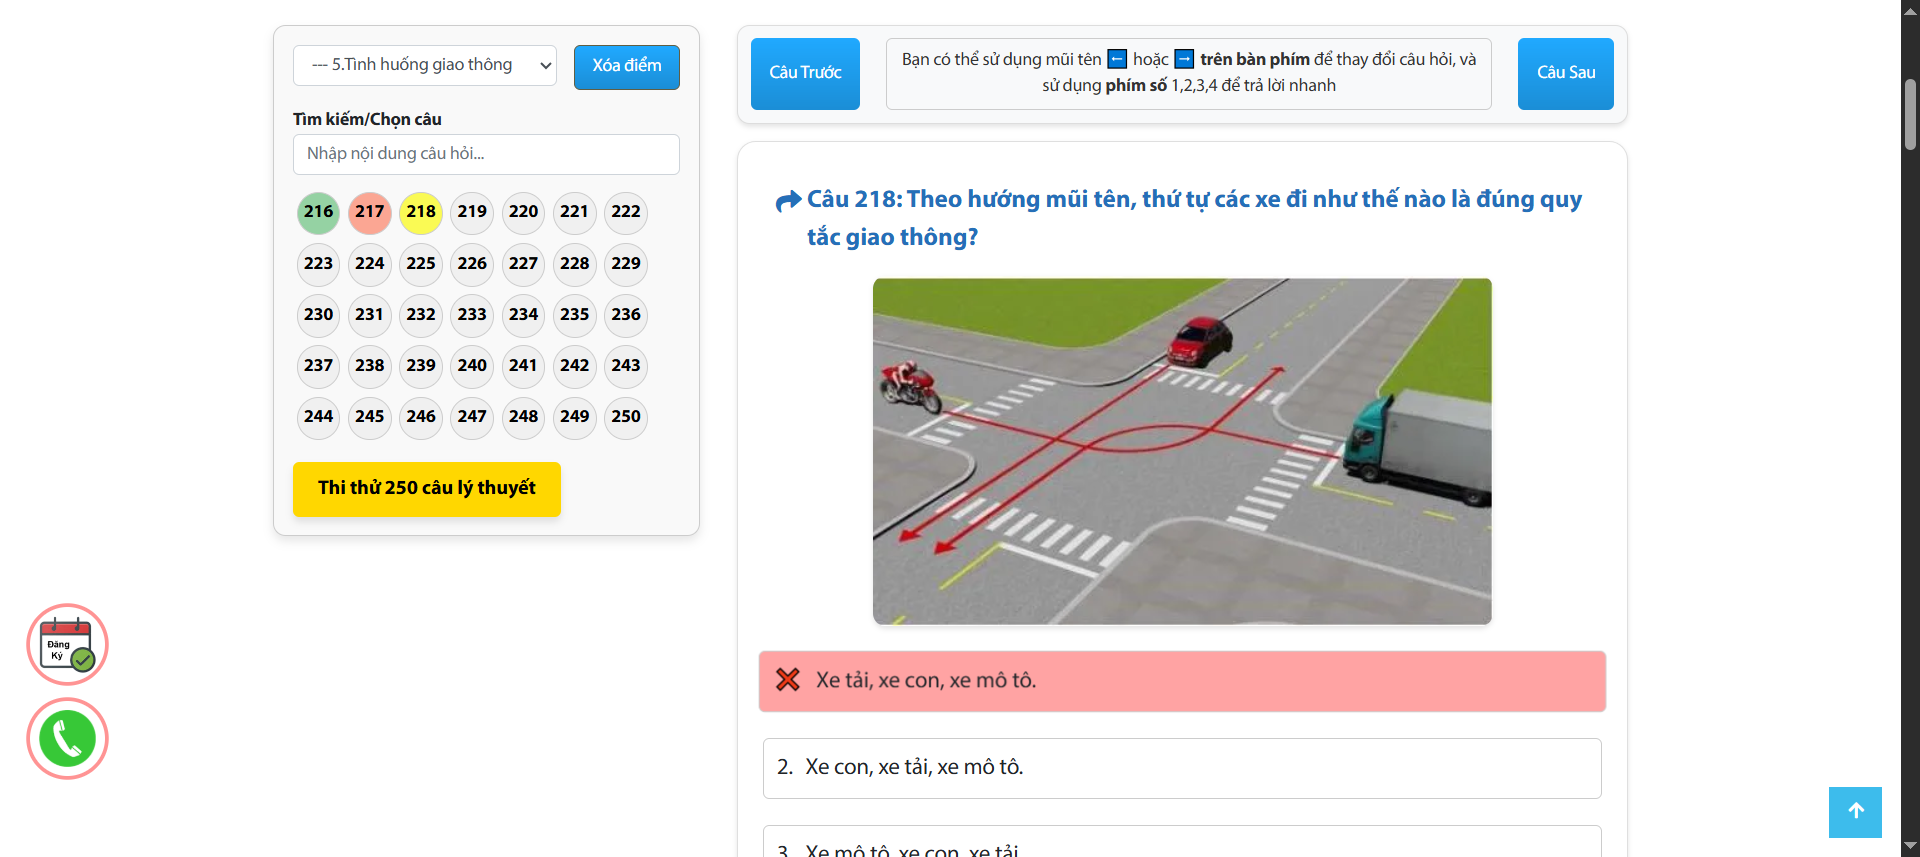 --- 5.Tình huống giao thông
Xóa điểm
Tìm kiếm/Chọn câu
Nhập nội dung câu hỏi...
216 217 218 219 220 221 222
223 224 225 226 227 228 229
230 231 232 233 234 235 236
237 238 239 240 241 242 243
244 245 246 247 248 249 250
Thi thử 250 câu lý thuyết
Đăng
Ký
Câu Trước
Bạn có thể sử dụng mũi tên ← hoặc → trên bàn phím để thay đổi câu hỏi, và
sử dụng phím số 1,2,3,4 để trả lời nhanh
Câu Sau
Câu 218: Theo hướng mũi tên, thứ tự các xe đi như thế nào là đúng quy
tắc giao thông?
Xe tải, xe con, xe mô tô.
2. Xe con, xe tải, xe mô tô.
3. Xe mô tô, xe con, xe tải